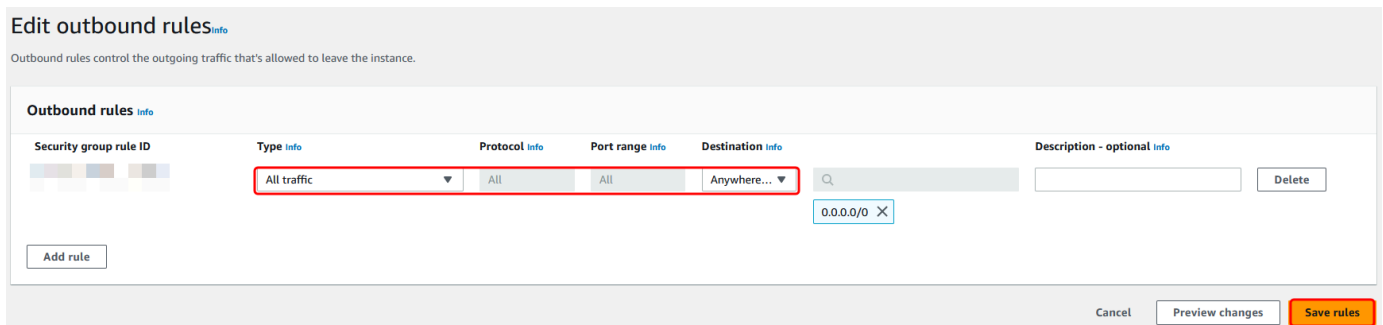 Edit outbound rules Info
Outbound rules control the outgoing traffic that's allowed to leave the instance.
Outbound rules Info
Security group rule ID Type Info Protocol Info Port range Info Destination Info Description - optional Info
All traffic All All Anywhere... Delete
0.0.0.0/0
Add rule
Cancel Preview changes Save rules